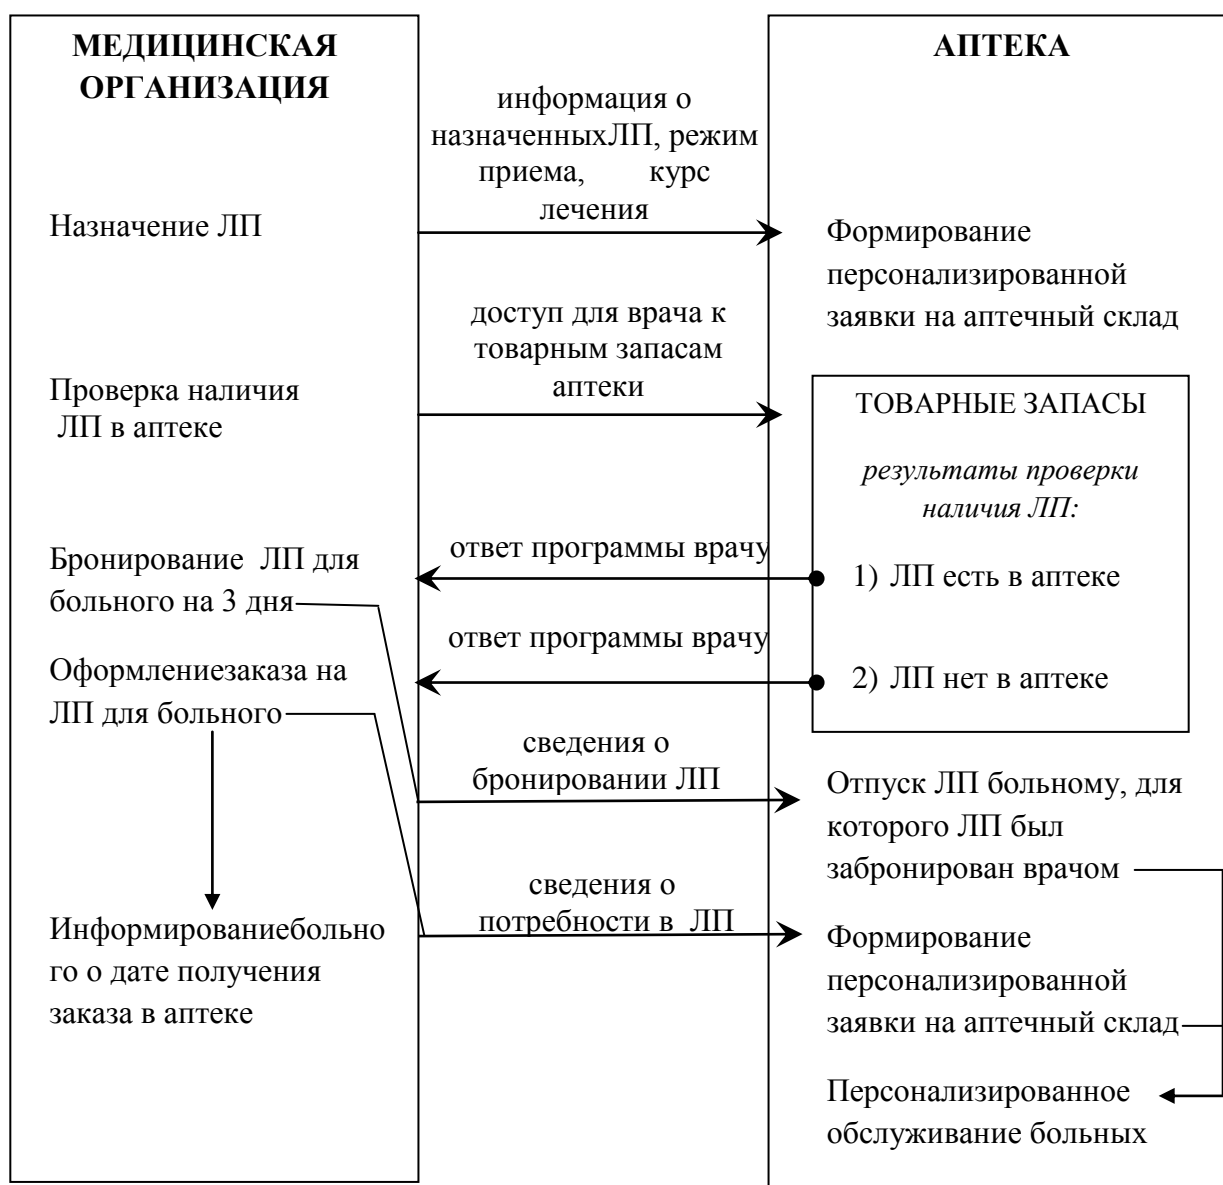 МЕДИЦИНСКАЯ
ОРГАНИЗАЦИЯ
Назначение ЛП
Проверка наличия
ЛП в аптеке
Бронирование ЛП для
больного на 3 дня
Оформлениезаказа на
ЛП для больного
Информированиебольно
го о дате получения
заказа в аптеке
информация о
назначенныхЛП, режим
приема, курс
лечения
доступ для врача к
товарным запасам
аптеки
ответ программы врачу
ответ программы врачу
сведения о
бронировании ЛП
сведения о
потребности в ЛП
АПТЕКА
Формирование
персонализированной
заявки на аптечный склад
ТОВАРНЫЕ ЗАПАСЫ
результаты проверки
наличия ЛП:
1) ЛП есть в аптеке
2) ЛП нет в аптеке
Отпуск ЛП больному, для
которого ЛП был
забронирован врачом
Формирование
персонализированной
заявки на аптечный склад
Персонализированное
обслуживание больных